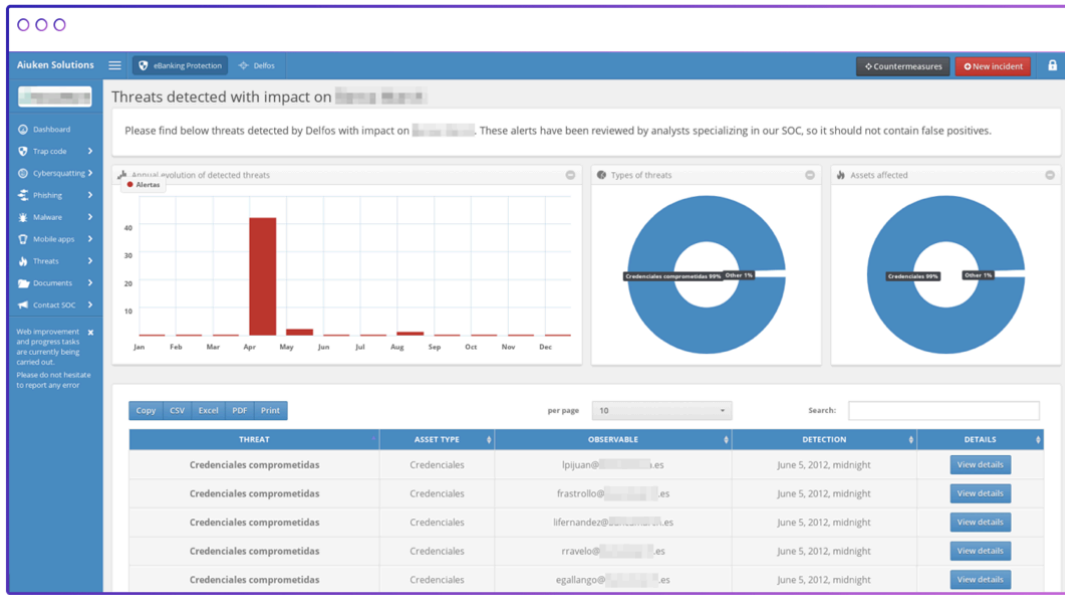 Aiuken Solutions
eBanking Protection
Delfos
Countermeasures
New incident
Dashboard
Trap code
Cybersquatting
Phishing
Malware
Mobile apps
Threats
Documents
Contact SOC
Web improvement
and progress tasks
are currently being
carried out.
Please do not hesitate
to report any error
Threats detected with impact on
Please find below threats detected by Delfos with impact on . These alerts have been reviewed by analysts specializing in our SOC, so it should not contain false positives.
Annual evolution of detected threats
Alertas
40
30
20
10
Jan Feb Mar Apr May Jun Jul Aug Sep Oct Nov Dec
Types of threats
Credenciales comprometidas 99% Other 1%
Assets affected
Credenciales 99% Other 1%
Copy CSV Excel PDF Print
per page 10
Search:
THREAT ASSET TYPE OBSERVABLE DETECTION DETAILS
Credenciales comprometidas Credenciales lpijuan@ .es June 5, 2012, midnight View details
Credenciales comprometidas Credenciales frastrollo@ .es June 5, 2012, midnight View details
Credenciales comprometidas Credenciales lifernandez@ .es June 5, 2012, midnight View details
Credenciales comprometidas Credenciales rravelo@ .es June 5, 2012, midnight View details
Credenciales comprometidas Credenciales egallango@ .es June 5, 2012, midnight View details